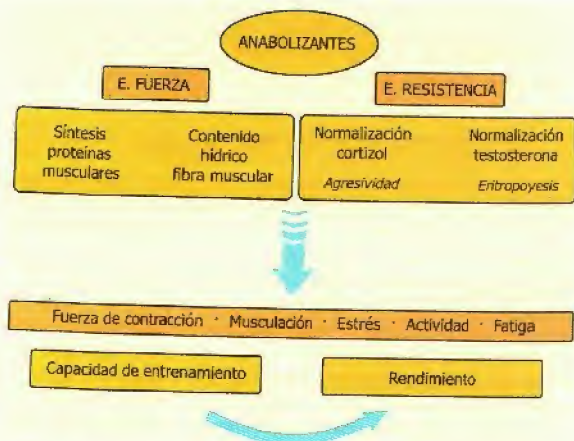 ANABOLIZANTES
E. FUERZA
E. RESISTENCIA
Síntesis
proteínas
musculares
Contenido
hídrico
fibra muscular
Normalización
cortizol
Agresividad
Normalización
testosterona
Eritropoyesis
Fuerza de contracción · Musculación · Estrés · Actividad · Fatiga
Capacidad de entrenamiento
Rendimiento